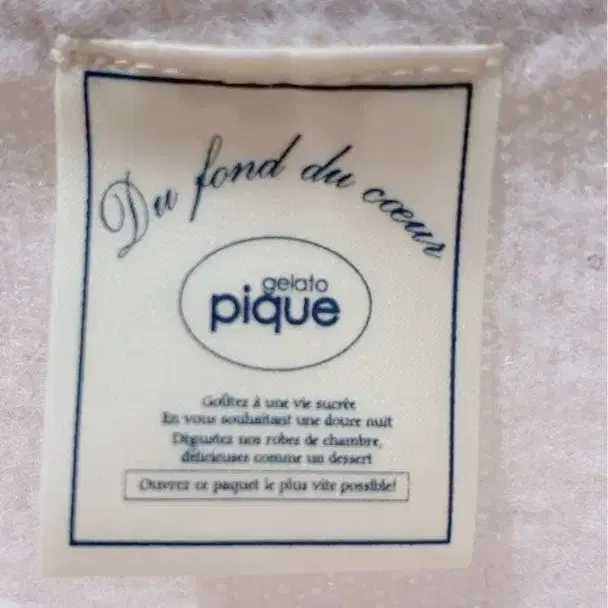 Du fond du cœur
gelato
pique
Goûtez à une vie sucrée
En vous souhaitant une douce nuit
Dégustez nos robes de chambre,
délicieuses comme un dessert
Ouvrez ce paquet le plus vite possible!